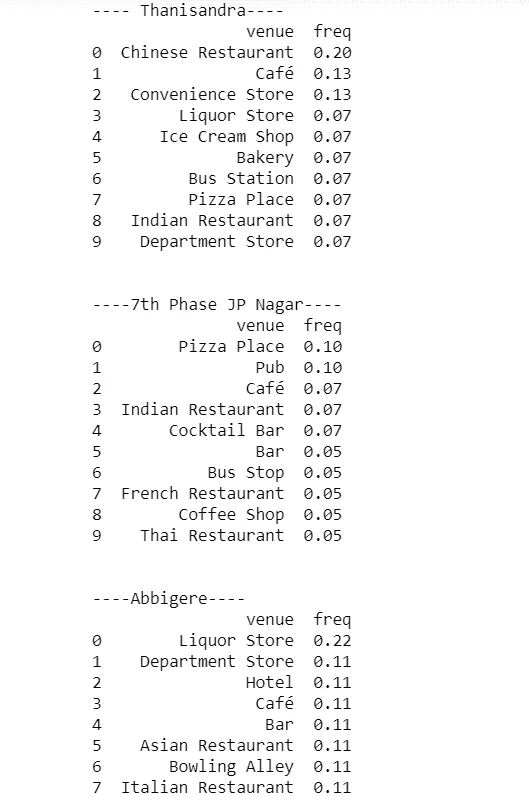 ---- Thanisandra----
venue freq
0 Chinese Restaurant 0.20
1 Café 0.13
2 Convenience Store 0.13
3 Liquor Store 0.07
4 Ice Cream Shop 0.07
5 Bakery 0.07
6 Bus Station 0.07
7 Pizza Place 0.07
8 Indian Restaurant 0.07
9 Department Store 0.07
----7th Phase JP Nagar----
venue freq
0 Pizza Place 0.10
1 Pub 0.10
2 Café 0.07
3 Indian Restaurant 0.07
4 Cocktail Bar 0.07
5 Bar 0.05
6 Bus Stop 0.05
7 French Restaurant 0.05
8 Coffee Shop 0.05
9 Thai Restaurant 0.05
----Abbigere----
venue freq
0 Liquor Store 0.22
1 Department Store 0.11
2 Hotel 0.11
3 Café 0.11
4 Bar 0.11
5 Asian Restaurant 0.11
6 Bowling Alley 0.11
7 Italian Restaurant 0.11